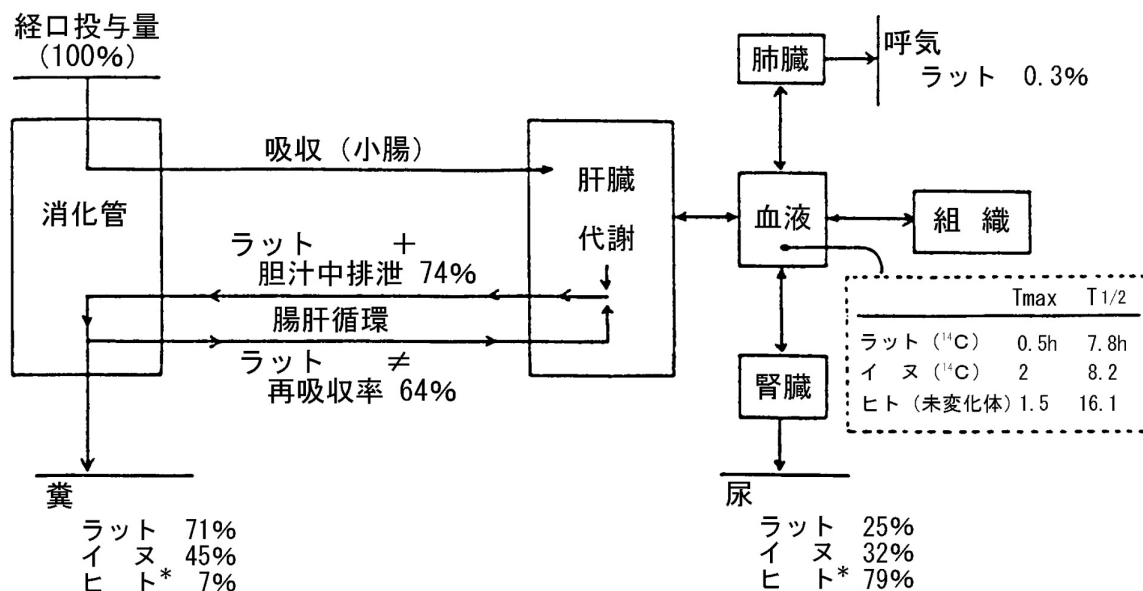 経口投与量
(100%)
消化管
吸収（小腸）
ラット ＋
胆汁中排泄 74%
腸肝循環
ラット ≠
再吸収率 64%
肝臓
代謝
肺臓
呼気
ラット 0.3%
血液
組 織
腎臓
Tmax T1/2
ラット (14C) 0.5h 7.8h
イ ヌ (14C) 2 8.2
ヒト (未変化体) 1.5 16.1
糞
ラット 71%
イ ヌ 45%
ヒ ト* 7%
尿
ラット 25%
イ ヌ 32%
ヒ ト* 79%